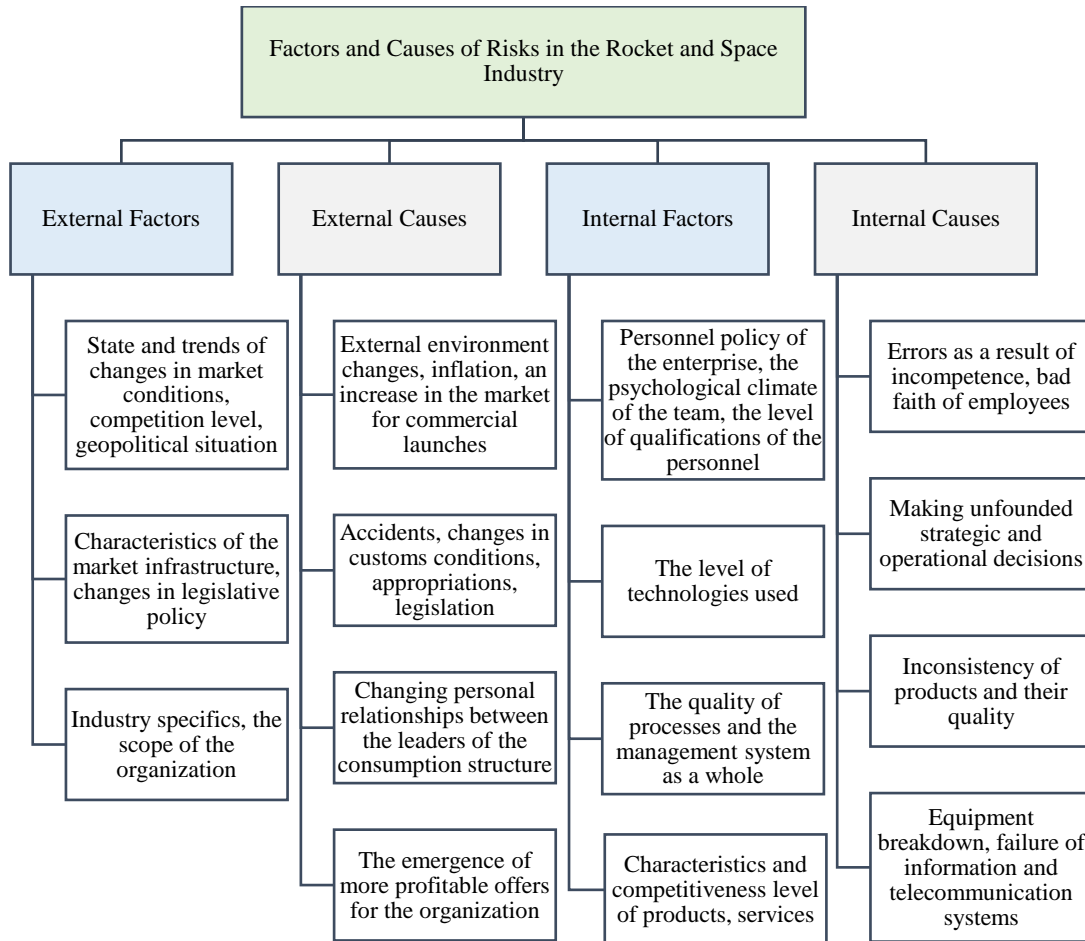 Factors and Causes of Risks in the Rocket and Space
Industry
External Factors
External Causes
Internal Factors
Internal Causes
State and trends of
changes in market
conditions,
competition level,
geopolitical situation
Characteristics of the
market infrastructure,
changes in legislative
policy
Industry specifics, the
scope of the
organization
External environment
changes, inflation, an
increase in the market
for commercial
launches
Accidents, changes in
customs conditions,
appropriations,
legislation
Changing personal
relationships between
the leaders of the
consumption structure
The emergence of
more profitable offers
for the organization
Personnel policy of
the enterprise, the
psychological climate
of the team, the level
of qualifications of the
personnel
The level of
technologies used
The quality of
processes and the
management system
as a whole
Characteristics and
competitiveness level
of products, services
Errors as a result of
incompetence, bad
faith of employees
Making unfounded
strategic and
operational decisions
Inconsistency of
products and their
quality
Equipment
breakdown, failure of
information and
telecommunication
systems